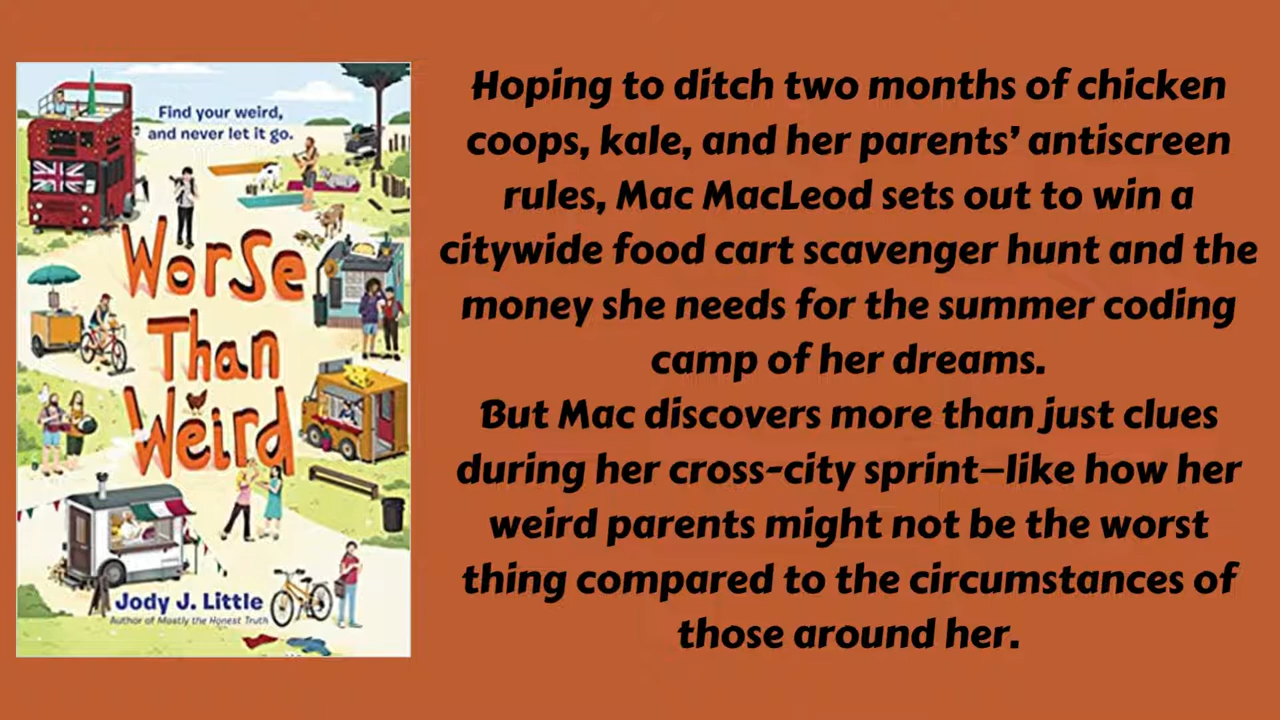 Find your weird,
and never let it go.
Worse
Than
Weird
Jody J. Little
Author of Mostly the Honest Truth
Hoping to ditch two months of chicken
coops, kale, and her parents’ antiscreen
rules, Mac MacLeod sets out to win a
citywide food cart scavenger hunt and the
money she needs for the summer coding
camp of her dreams.
But Mac discovers more than just clues
during her cross-city sprint—like how her
weird parents might not be the worst
thing compared to the circumstances of
those around her.